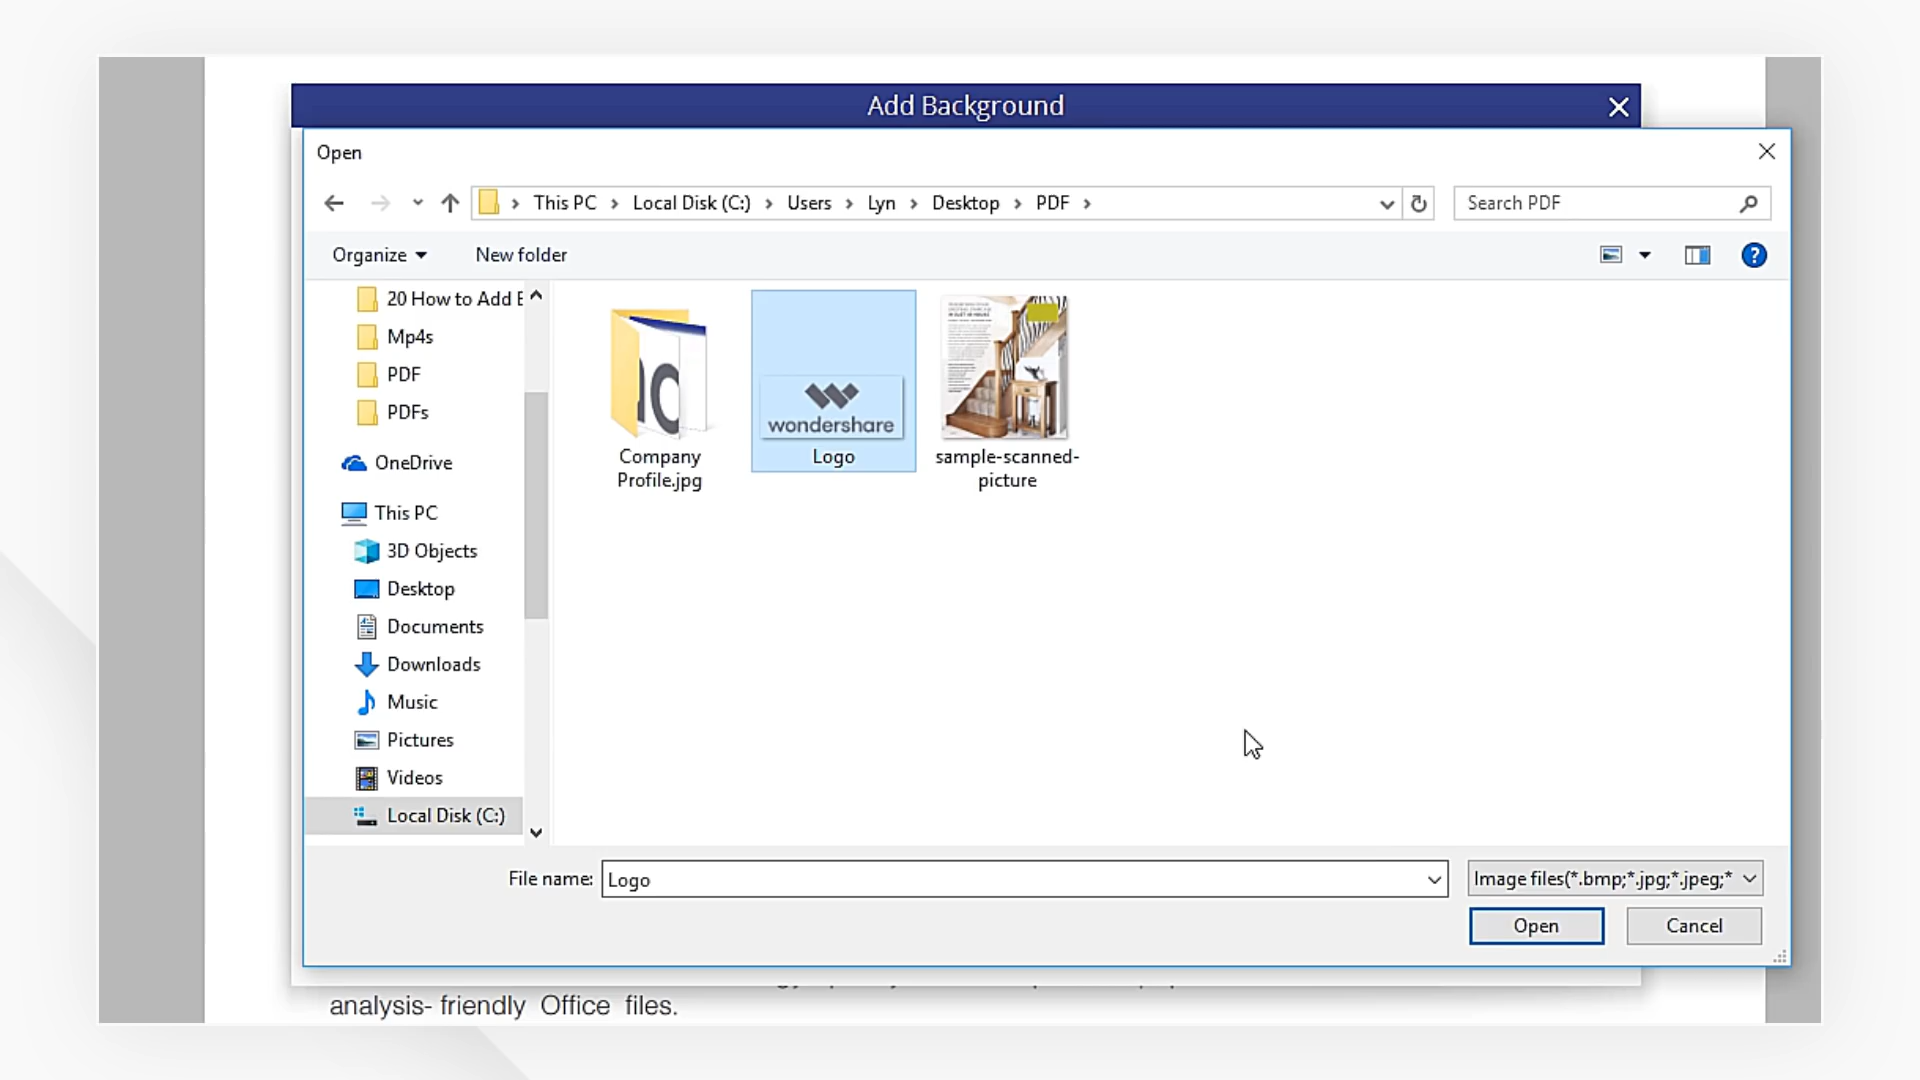 Add Background
Open
This PC > Local Disk (C:) > Users > Lyn > Desktop > PDF >
Search PDF
Organize
New folder
20 How to Add E
Mp4s
PDF
PDFs
OneDrive
This PC
3D Objects
Desktop
Documents
Downloads
Music
Pictures
Videos
Local Disk (C:)
Company
Profile.jpg
wondershare
Logo
sample-scanned-
picture
File name:
Logo
Image files(*.bmp;*.jpg;*.jpeg;*
Open
Cancel
analysis- friendly Office files.